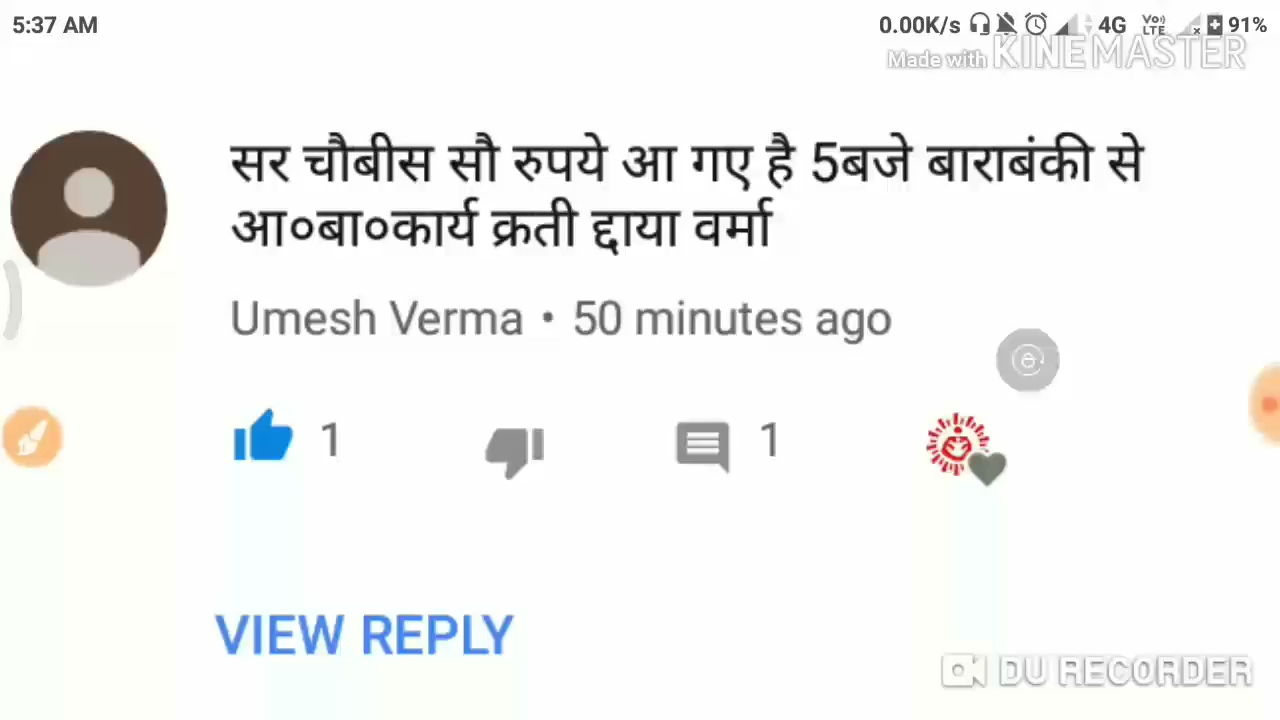 5:37 AM
0.00K/s 4G VoLTE 91%
Made with KINEMASTER
सर चौबीस सौ रुपये आ गए है 5बजे बाराबंकी से
आ०बा०कार्य क्रती द्दाया वर्मा
Umesh Verma • 50 minutes ago
1
1
VIEW REPLY
DU RECORDER